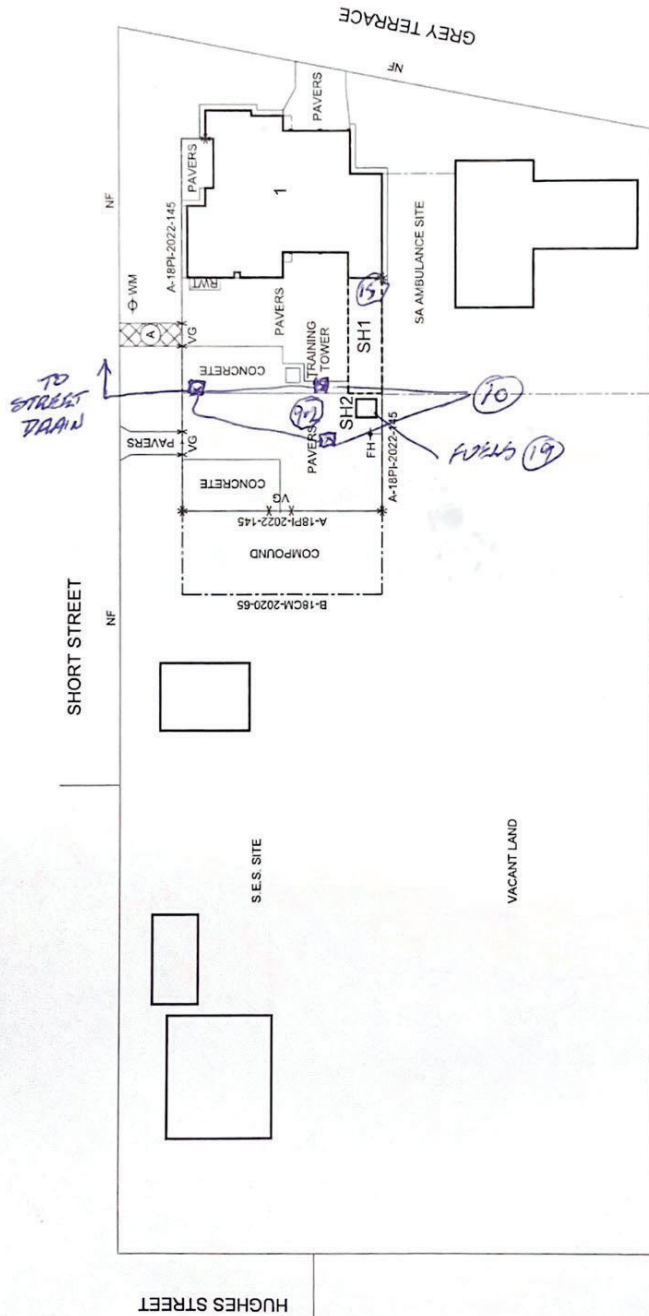 GREY TERRACE
NF
PAVERS
NF
A-18PI-2022-145
PAVERS
1
WM
RWT
A
VG
PAVERS
15
SH1
SA AMBULANCE SITE
TO
STREET
DRAIN
CONCRETE
TRAINING
TOWER
10
PAVERS
VG
PAVERS
SH2
FH
A-18PI-2022-145
FUELS 19
CONCRETE
VG
A-18PI-2022-145
COMPOUND
B-18CM-2020-65
SHORT STREET
NF
S.E.S. SITE
VACANT LAND
HUGHES STREET